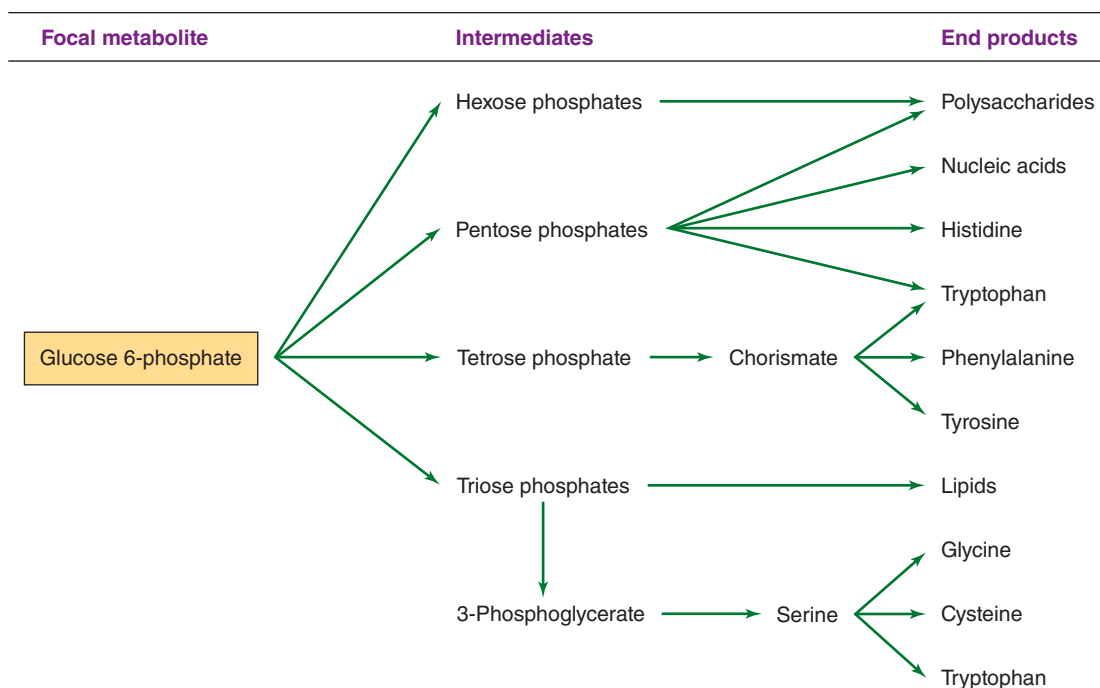 Focal metabolite Intermediates End products
Hexose phosphates Polysaccharides
Nucleic acids
Pentose phosphates Histidine
Tryptophan
Glucose 6-phosphate Tetrose phosphate Chorismate Phenylalanine
Tyrosine
Triose phosphates Lipids
Glycine
3-Phosphoglycerate Serine Cysteine
Tryptophan